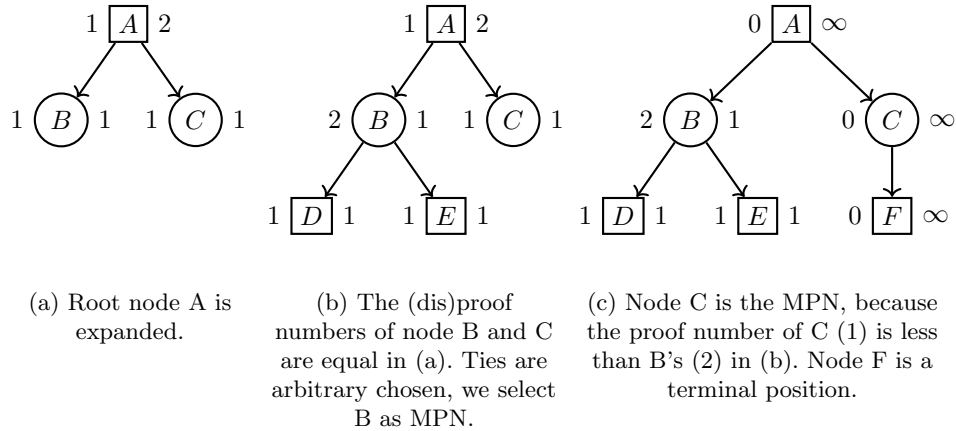 1 A 2
1 B 1 1 C 1
(a) Root node A is
expanded.
1 A 2
2 B 1 1 C 1
1 D 1 1 E 1
(b) The (dis)proof
numbers of node B and C
are equal in (a). Ties are
arbitrary chosen, we select
B as MPN.
0 A ∞
2 B 1 0 C ∞
1 D 1 1 E 1 0 F ∞
(c) Node C is the MPN, because
the proof number of C (1) is less
than B's (2) in (b). Node F is a
terminal position.